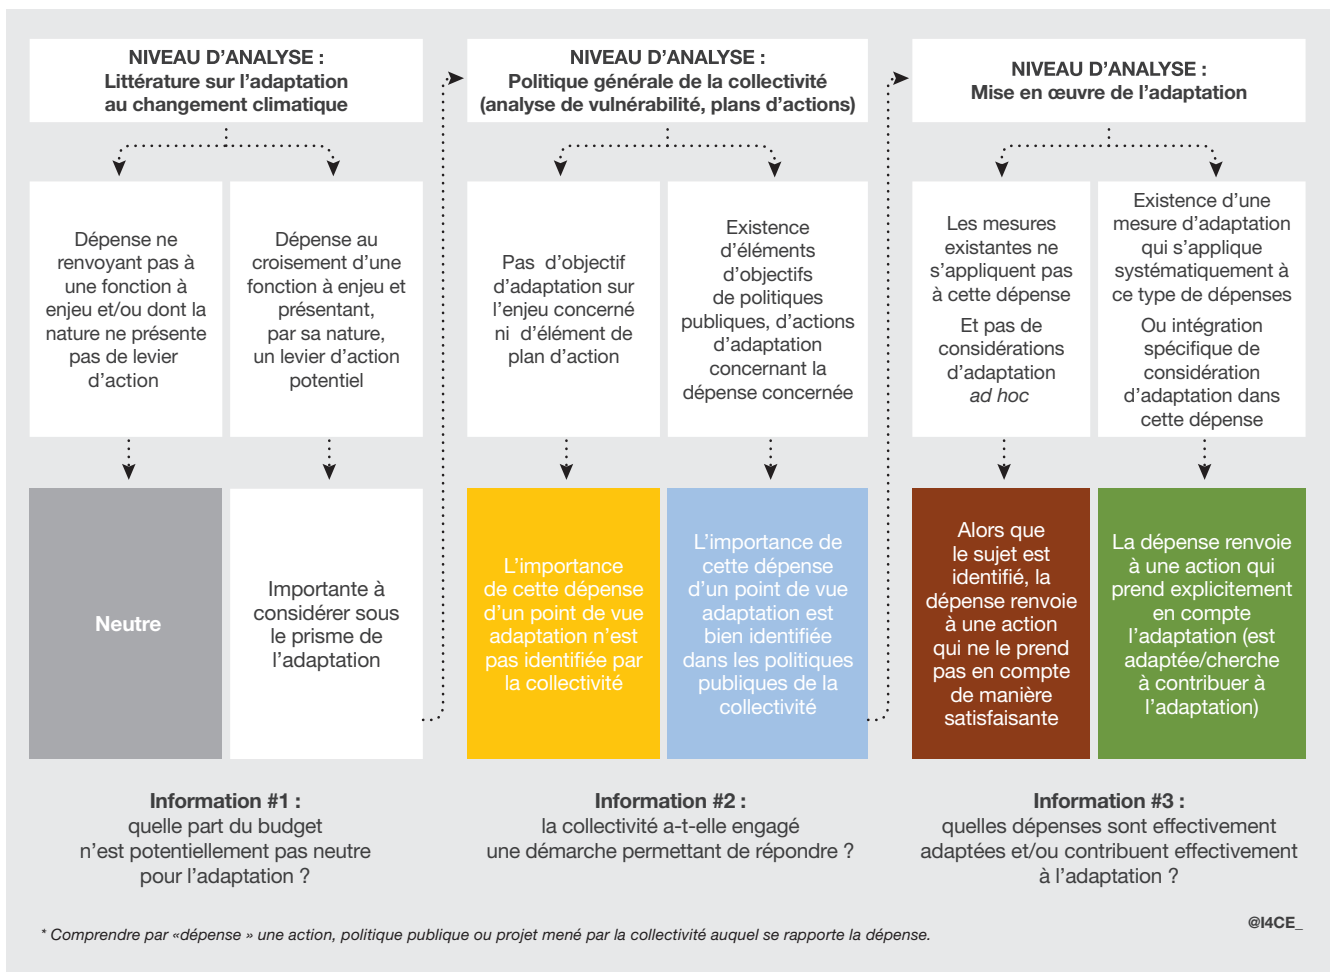 NIVEAU D’ANALYSE :
Littérature sur l’adaptation
au changement climatique
Dépense ne
renvoyant pas à
une fonction à
enjeu et/ou dont la
nature ne présente
pas de levier
d’action
Dépense au
croisement d’une
fonction à enjeu et
présentant,
par sa nature,
un levier d’action
potentiel
Neutre
Importante à
considérer sous
le prisme de
l’adaptation
Information #1 :
quelle part du budget
n’est potentiellement pas neutre
pour l’adaptation ?
NIVEAU D’ANALYSE :
Politique générale de la collectivité
(analyse de vulnérabilité, plans d’actions)
Pas d’objectif
d’adaptation sur
l’enjeu concerné
ni d’élément de
plan d’action
Existence
d’éléments
d’objectifs
de politiques
publiques, d’actions
d’adaptation
concernant la
dépense concernée
L’importance
de cette dépense
d’un point de vue
adaptation n’est
pas identifiée par
la collectivité
L’importance de
cette dépense
d’un point de vue
adaptation est
bien identifiée
dans les politiques
publiques de la
collectivité
Information #2 :
la collectivité a-t-elle engagé
une démarche permettant de répondre ?
NIVEAU D’ANALYSE :
Mise en œuvre de l’adaptation
Les mesures
existantes ne
s’appliquent pas
à cette dépense
Et pas de
considérations
d’adaptation
ad hoc
Existence d’une
mesure d’adaptation
qui s’applique
systématiquement à
ce type de dépenses
Ou intégration
spécifique de
considération
d’adaptation dans
cette dépense
Alors que
le sujet est
identifié, la
dépense renvoie
à une action
qui ne le prend
pas en compte
de manière
satisfaisante
La dépense renvoie
à une action qui
prend explicitement
en compte
l’adaptation (est
adaptée/cherche
à contribuer à
l’adaptation)
Information #3 :
quelles dépenses sont effectivement
adaptées et/ou contribuent effectivement
à l’adaptation ?
@I4CE_
* Comprendre par «dépense » une action, politique publique ou projet mené par la collectivité auquel se rapporte la dépense.